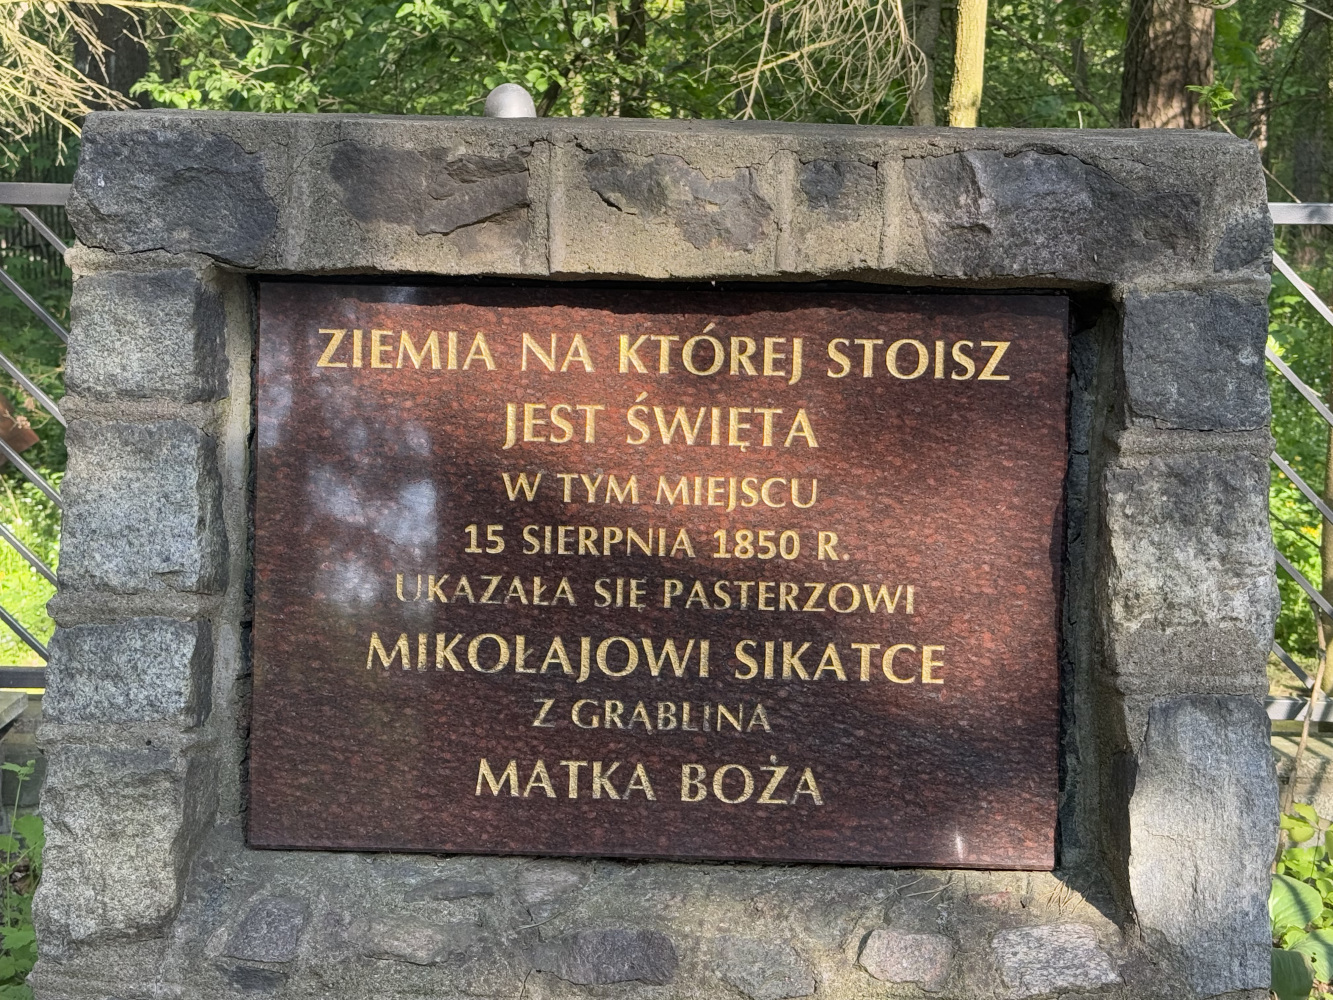 ZIEMIA NA KTÓREJ STOISZ
JEST ŚWIĘTA
W TYM MIEJSCU
15 SIERPNIA 1850 R.
UKAZAŁA SIĘ PASTERZOWI
MIKOŁAJOWI SIKATCE
Z GRĄBLINA
MATKA BOŻA